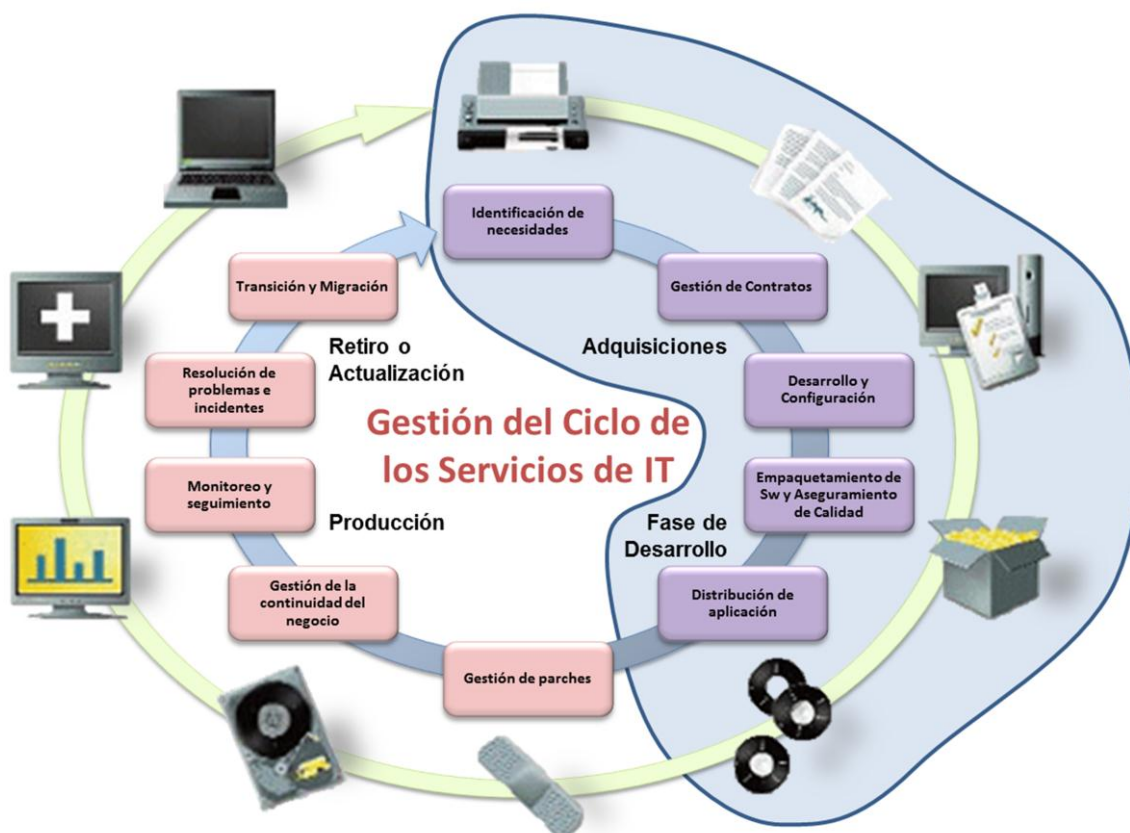 Identificación de
necesidades
Gestión de Contratos
Adquisiciones
Desarrollo y
Configuración
Empaquetamiento de
Sw y Aseguramiento
de Calidad
Fase de
Desarrollo
Distribución de
aplicación
Gestión de parches
Gestión de la
continuidad del
negocio
Producción
Monitoreo y
seguimiento
Resolución de
problemas e
incidentes
Retiro o
Actualización
Transición y Migración
Gestión del Ciclo de
los Servicios de IT